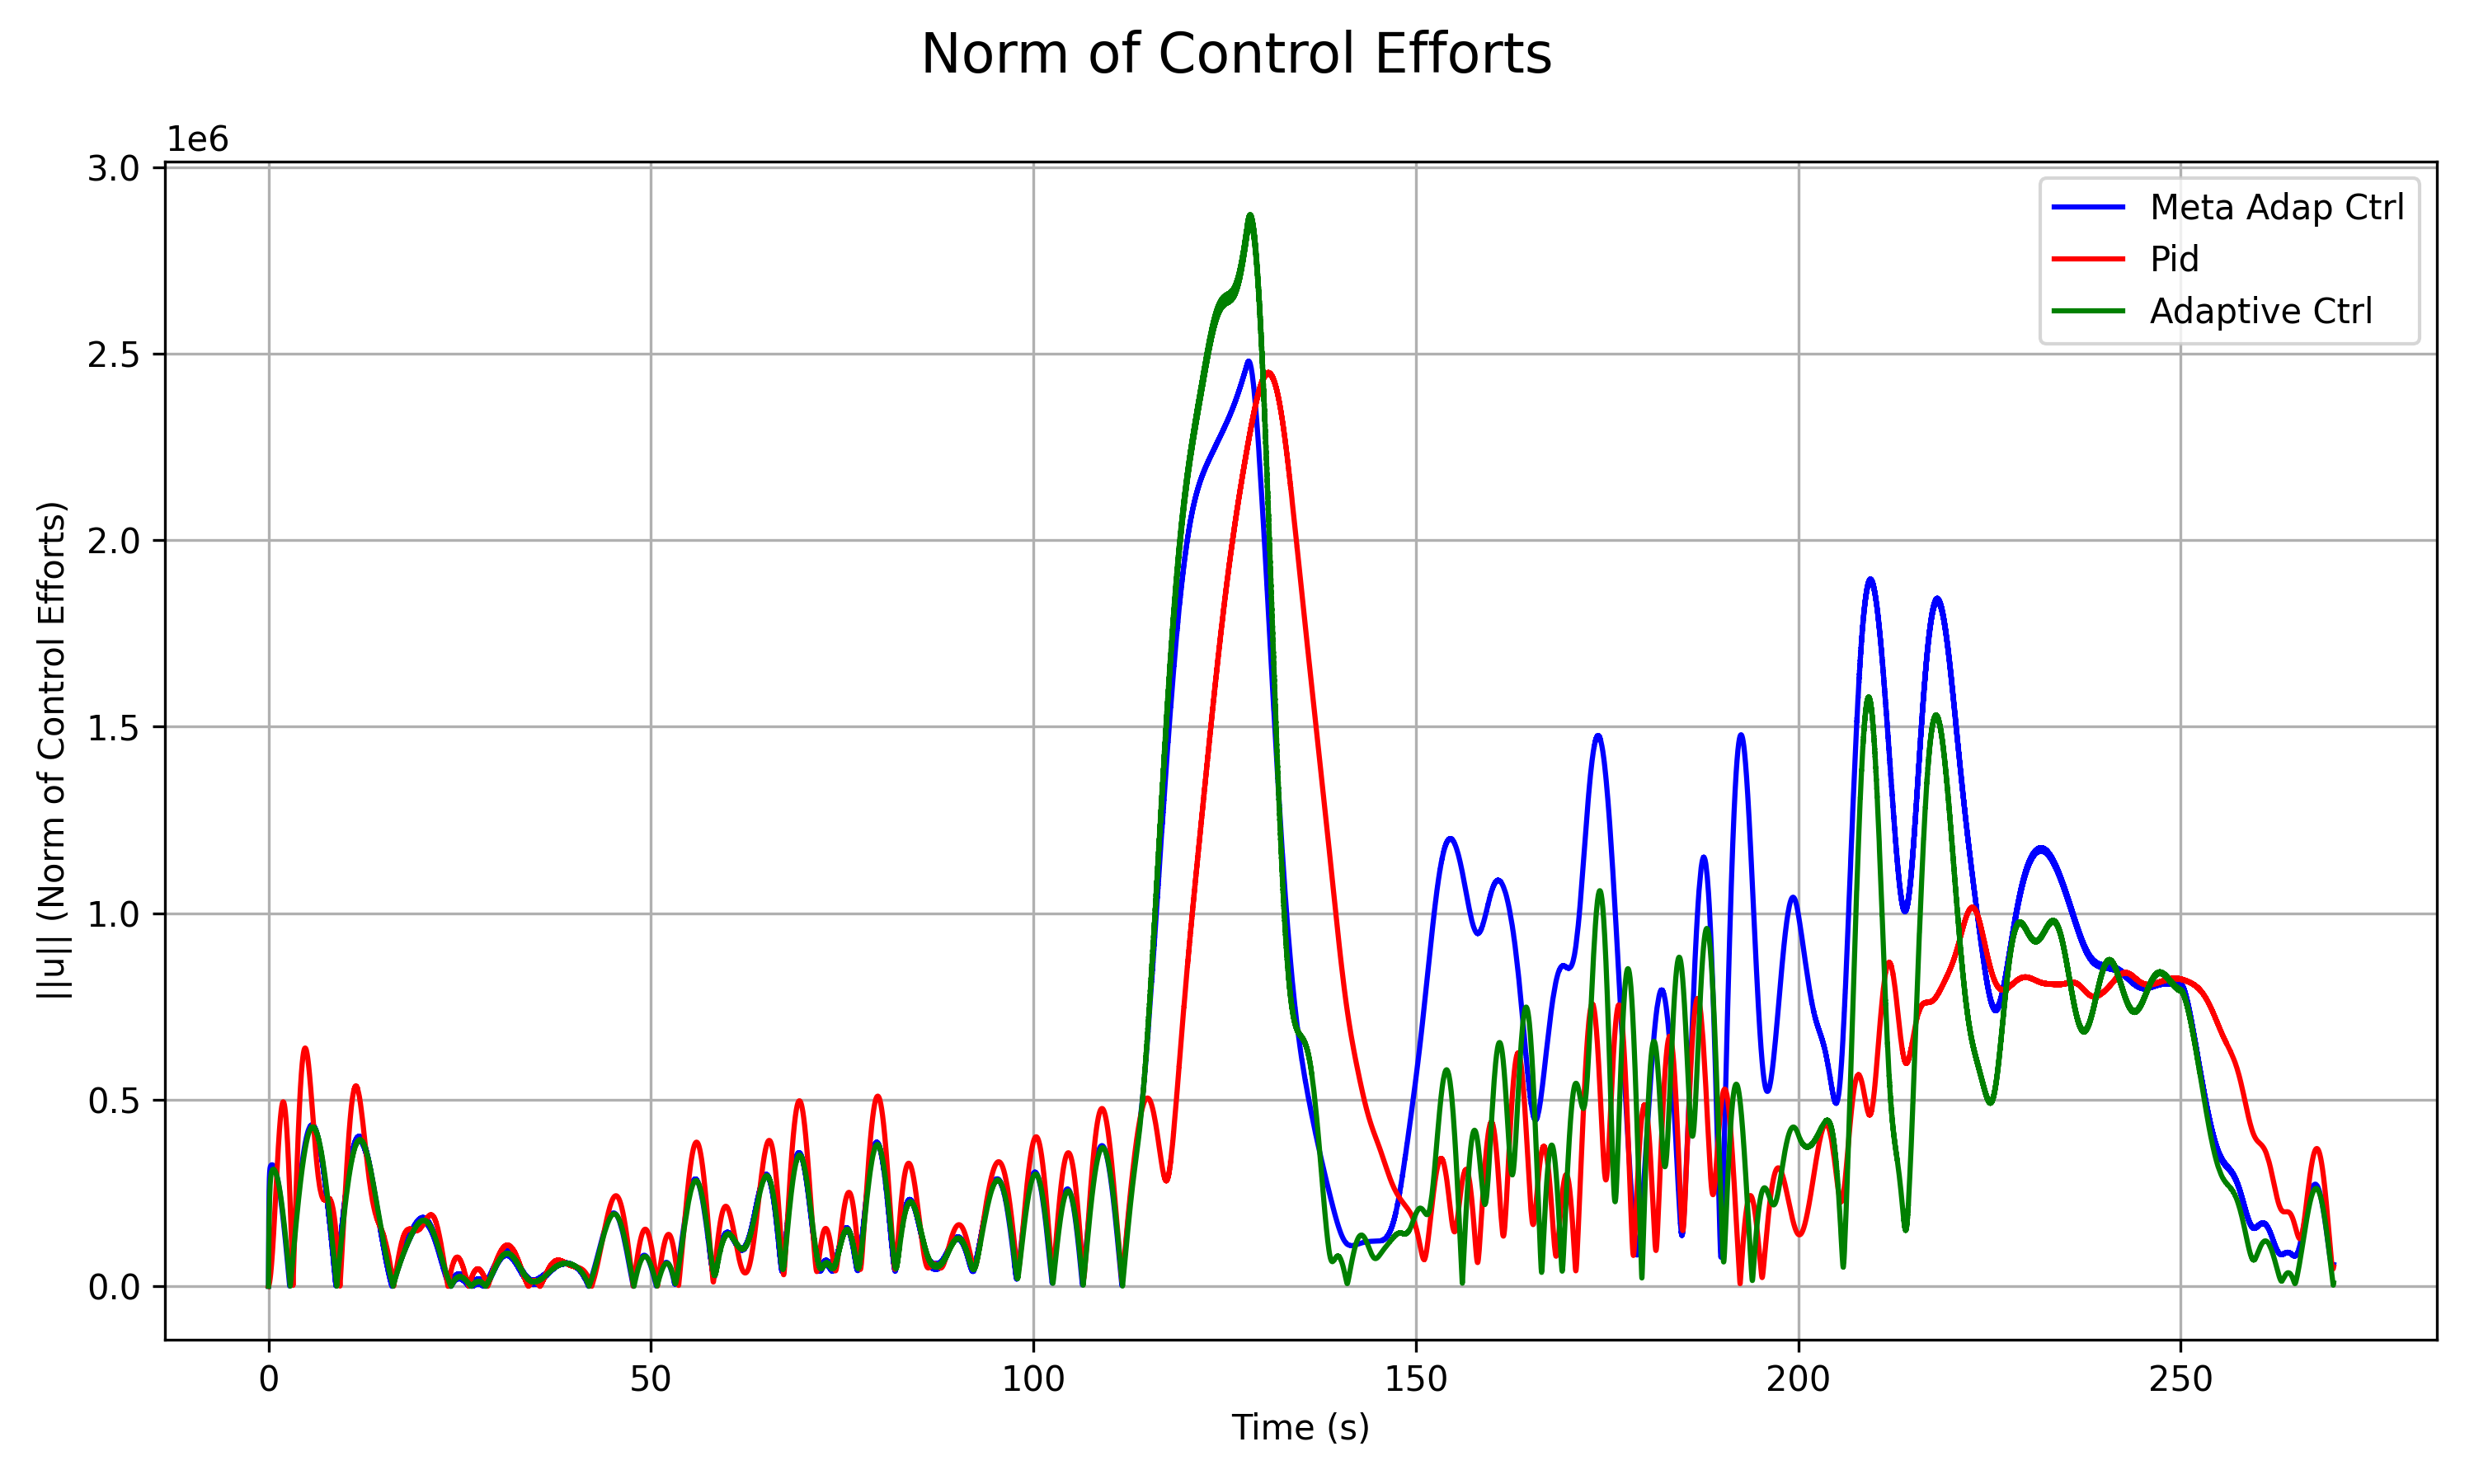 Norm of Control Efforts
1e6
3.0
2.5
2.0
1.5
1.0
0.5
0.0
||u|| (Norm of Control Efforts)
Meta Adap Ctrl
Pid
Adaptive Ctrl
0 50 100 150 200 250
Time (s)